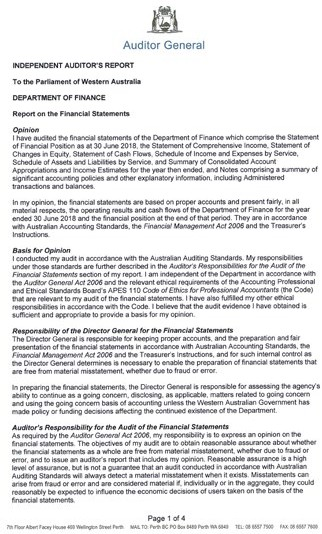 Auditor General
INDEPENDENT AUDITOR'S REPORT
To the Parliament of Western Australia
DEPARTMENT OF FINANCE
Report on the Financial Statements
Opinion
I have audited the financial statements of the Department of Finance which comprise the Statement
of Financial Position as at 30 June 2018, the Statement of Comprehensive Income, Statement of
Changes in Equity, Statement of Cash Flows, Schedule of Income and Expenses by Service,
Schedule of Assets and Liabilities by Service, and Summary of Consolidated Account
Appropriations and Income Estimates for the year then ended, and Notes comprising a summary of
significant accounting policies and other explanatory information, including Administered
transactions and balances.
In my opinion, the financial statements are based on proper accounts and present fairly, in all
material respects, the operating results and cash flows of the Department of Finance for the year
ended 30 June 2018 and the financial position at the end of that period. They are in accordance
with Australian Accounting Standards, the Financial Management Act 2006 and the Treasurer's
Instructions.
Basis for Opinion
I conducted my audit in accordance with the Australian Auditing Standards. My responsibilities
under those standards are further described in the Auditor's Responsibilities for the Audit of the
Financial Statements section of my report. I am independent of the Department in accordance with
the Auditor General Act 2006 and the relevant ethical requirements of the Accounting Professional
and Ethical Standards Board's APES 110 Code of Ethics for Professional Accountants (the Code)
that are relevant to my audit of the financial statements. I have also fulfilled my other ethical
responsibilities in accordance with the Code. I believe that the audit evidence I have obtained is
sufficient and appropriate to provide a basis for my opinion.
Responsibility of the Director General for the Financial Statements
The Director General is responsible for keeping proper accounts, and the preparation and fair
presentation of the financial statements in accordance with Australian Accounting Standards, the
Financial Management Act 2006 and the Treasurer's Instructions, and for such internal control as
the Director General determines is necessary to enable the preparation of financial statements that
are free from material misstatement, whether due to fraud or error.
In preparing the financial statements, the Director General is responsible for assessing the agency's
ability to continue as a going concern, disclosing, as applicable, matters related to going concern
and using the going concern basis of accounting unless the Western Australian Government has
made policy or funding decisions affecting the continued existence of the Department.
Auditor's Responsibility for the Audit of the Financial Statements
As required by the Auditor General Act 2006, my responsibility is to express an opinion on the
financial statements. The objectives of my audit are to obtain reasonable assurance about whether
the financial statements as a whole are free from material misstatement, whether due to fraud or
error, and to issue an auditor's report that includes my opinion. Reasonable assurance is a high
level of assurance, but is not a guarantee that an audit conducted in accordance with Australian
Auditing Standards will always detect a material misstatement when it exists. Misstatements can
arise from fraud or error and are considered material if, individually or in the aggregate, they could
reasonably be expected to influence the economic decisions of users taken on the basis of the
financial statements.
Page 1 of 4
7th Floor Albert Facey House 469 Wellington Street Perth MAIL TO: Perth BC PO Box 8489 Perth WA 6849 TEL: 08 6557 7500 FAX: 08 6557 7600